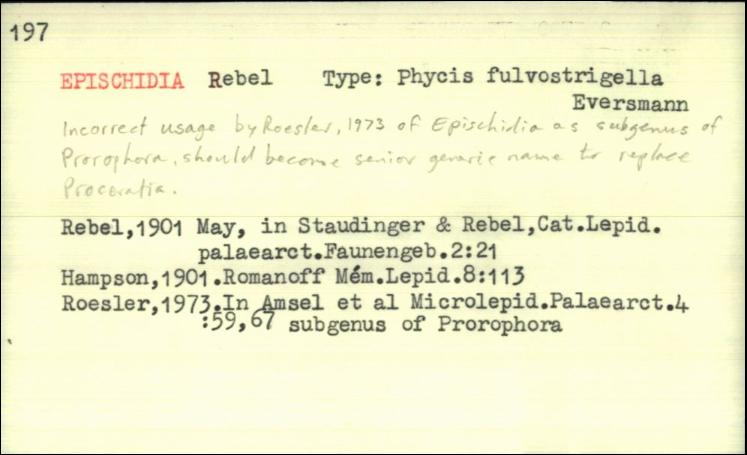 197
EPISCHIDIA Rebel Type: Phycis fulvostrigella
Eversmann
Incorrect usage by Roesler, 1973 of Epischidia as subgenus of
Prorophora, should become senior generic name to replace
Proceratia.
Rebel,1901 May, in Staudinger & Rebel,Cat.Lepid.
palaearct.Faunengeb.2:21
Hampson,1901.Romanoff Mém.Lepid.8:113
Roesler,1973.In Amsel et al Microlepid.Palaearct.4
:59,67 subgenus of Prorophora